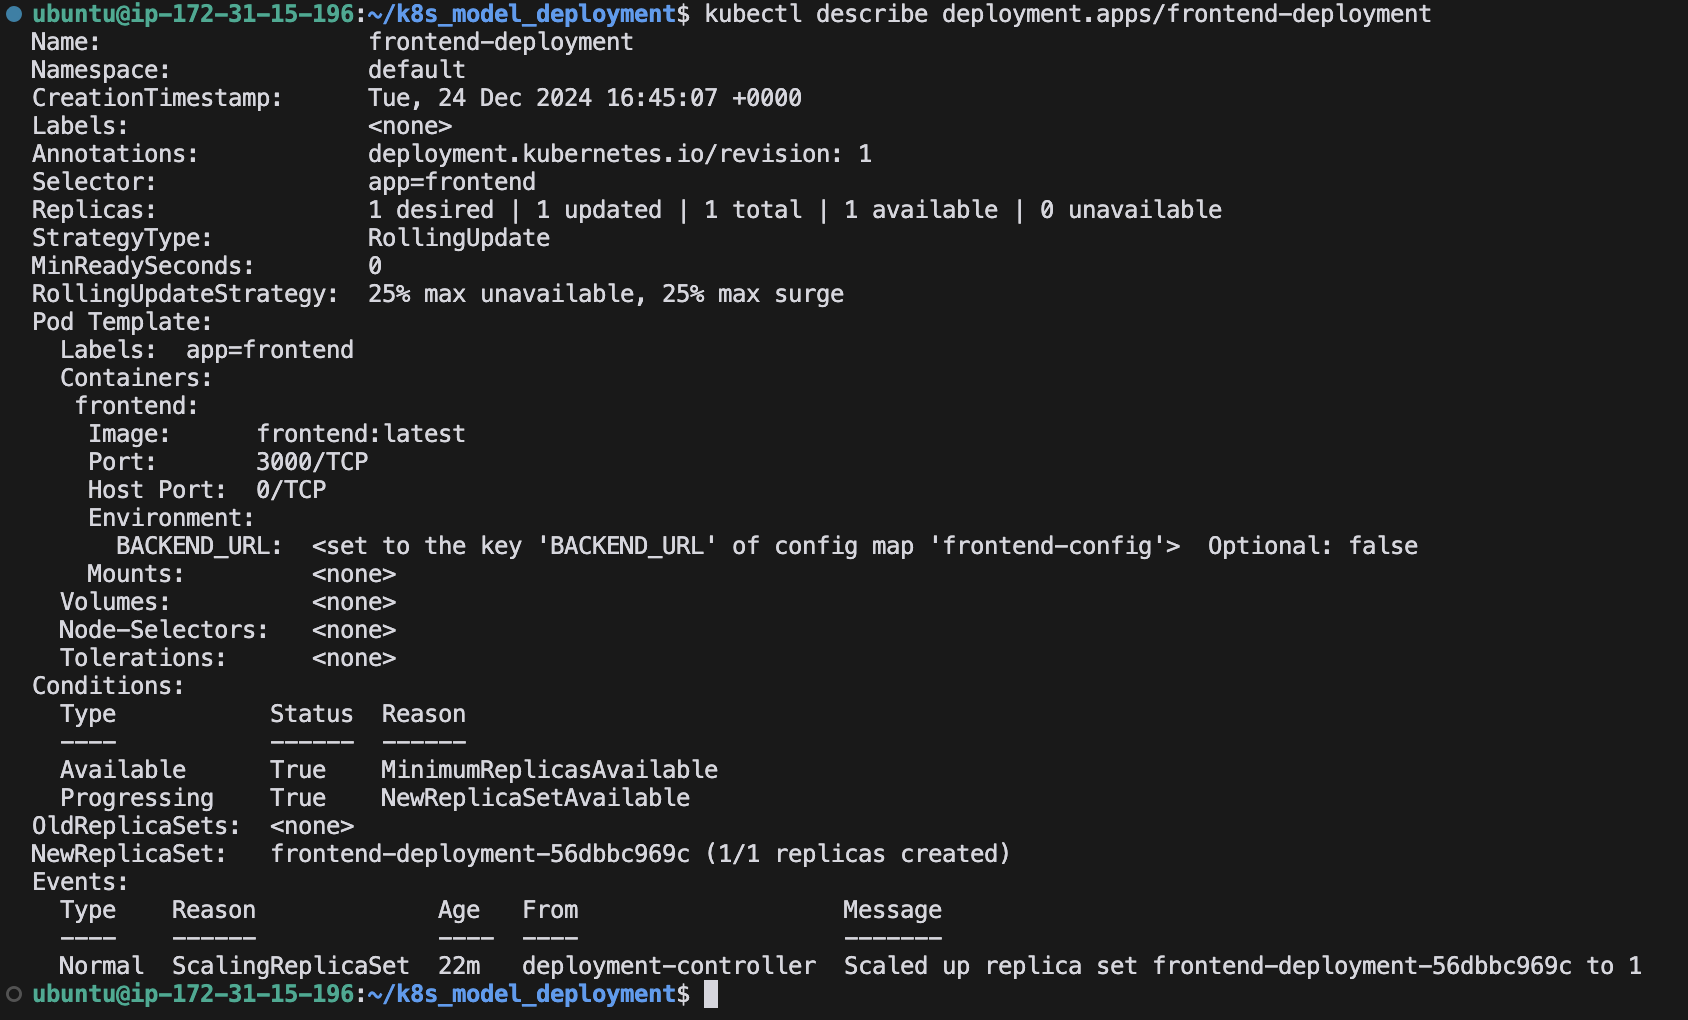 ubuntu@ip-172-31-15-196:~/k8s_model_deployment$ kubectl describe deployment.apps/frontend-deployment
Name:                   frontend-deployment
Namespace:              default
CreationTimestamp:      Tue, 24 Dec 2024 16:45:07 +0000
Labels:                 <none>
Annotations:            deployment.kubernetes.io/revision: 1
Selector:               app=frontend
Replicas:               1 desired | 1 updated | 1 total | 1 available | 0 unavailable
StrategyType:           RollingUpdate
MinReadySeconds:        0
RollingUpdateStrategy:  25% max unavailable, 25% max surge
Pod Template:
  Labels:  app=frontend
  Containers:
   frontend:
    Image:      frontend:latest
    Port:       3000/TCP
    Host Port:  0/TCP
    Environment:
      BACKEND_URL:  <set to the key 'BACKEND_URL' of config map 'frontend-config'>  Optional: false
    Mounts:         <none>
  Volumes:          <none>
  Node-Selectors:   <none>
  Tolerations:      <none>
Conditions:
  Type           Status  Reason
  ----           ------  ------
  Available      True    MinimumReplicasAvailable
  Progressing    True    NewReplicaSetAvailable
OldReplicaSets:  <none>
NewReplicaSet:   frontend-deployment-56dbbc969c (1/1 replicas created)
Events:
  Type    Reason             Age   From                   Message
  ----    ------             ----  ----                   -------
  Normal  ScalingReplicaSet  22m   deployment-controller  Scaled up replica set frontend-deployment-56dbbc969c to 1
ubuntu@ip-172-31-15-196:~/k8s_model_deployment$